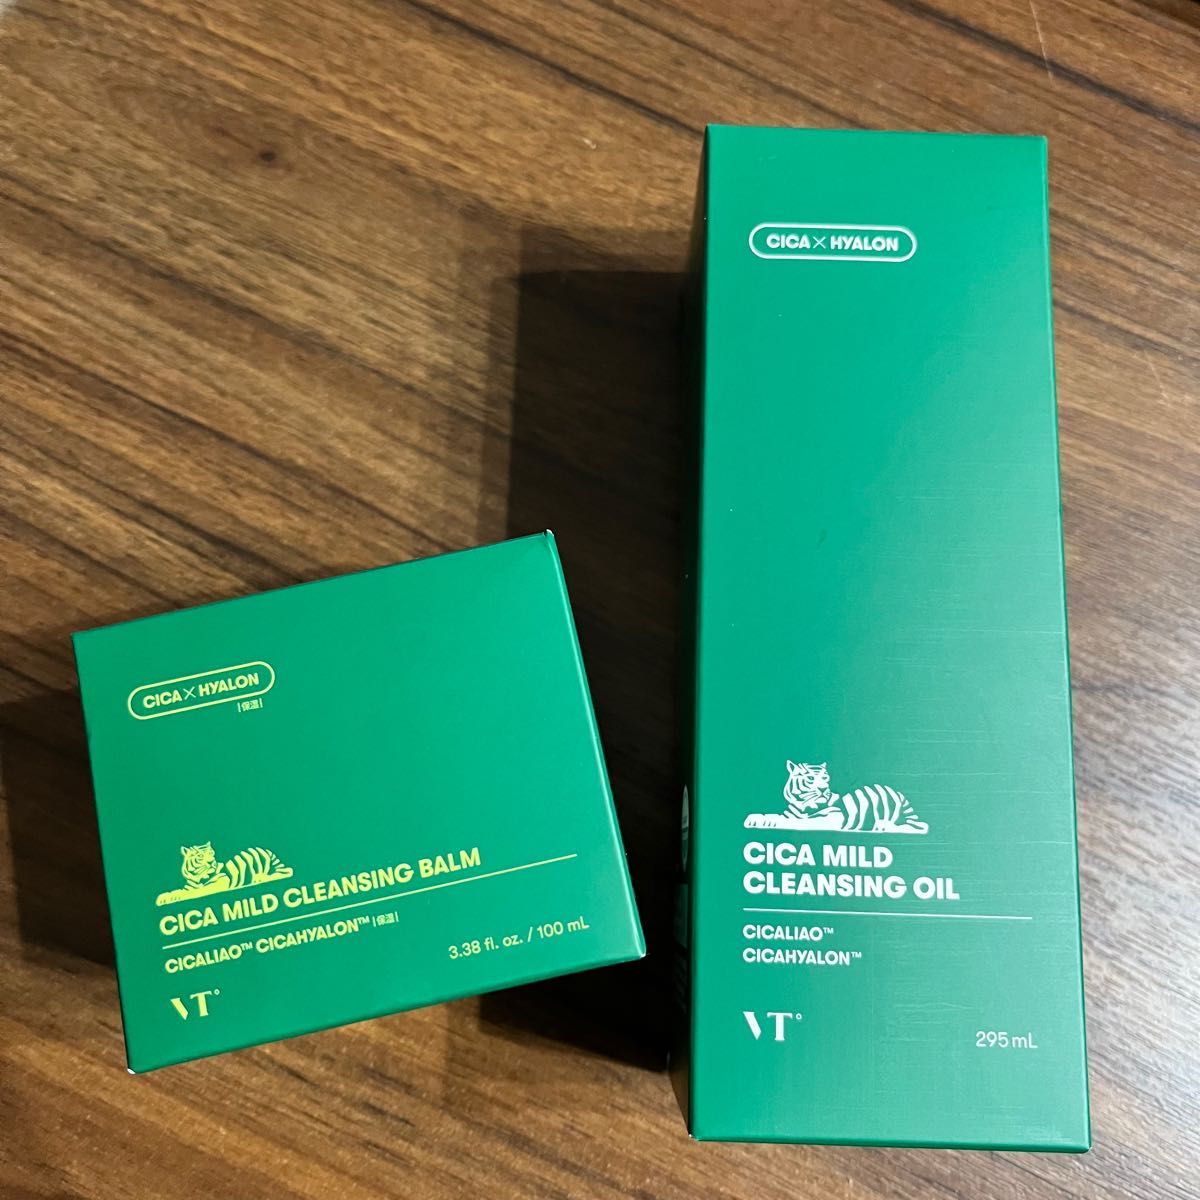 CICA×HYALON
|保湿|
CICA MILD CLEANSING BALM
CICALIAO™ CICAHYALON™ |保湿|
3.38 fl. oz. / 100 mL
VT°
CICA×HYALON
CICA MILD
CLEANSING OIL
CICALIAO™
CICAHYALON™
VT°
295 mL